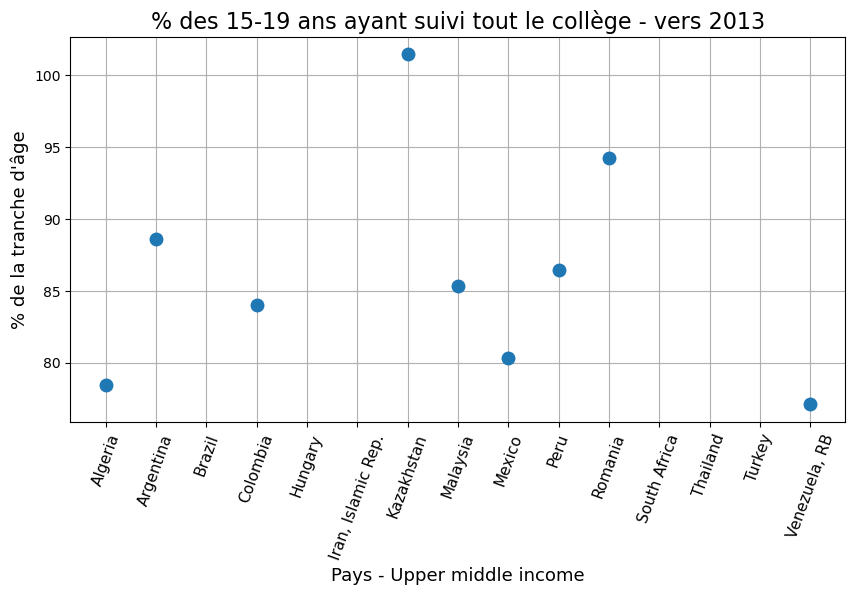 % des 15-19 ans ayant suivi tout le collège - vers 2013
% de la tranche d'âge
100
95
90
85
80
Algeria
Argentina
Brazil
Colombia
Hungary
Iran, Islamic Rep.
Kazakhstan
Malaysia
Mexico
Peru
Romania
South Africa
Thailand
Turkey
Venezuela, RB
Pays - Upper middle income